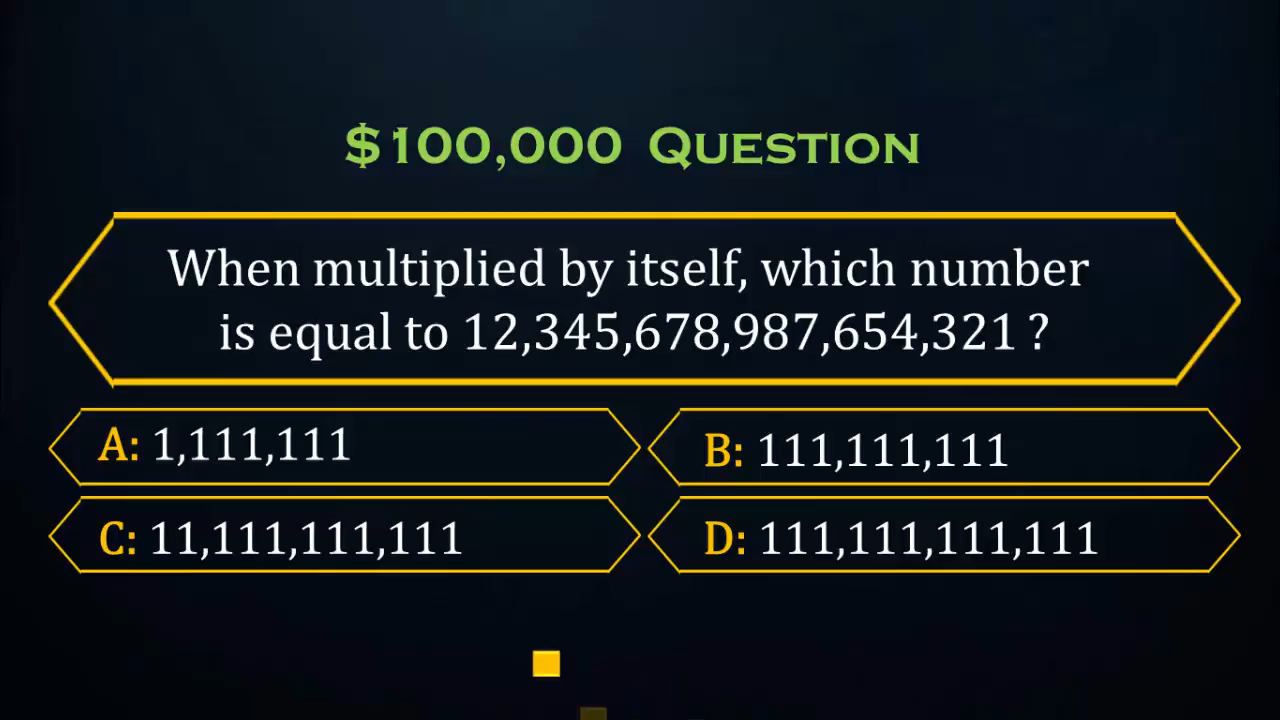 $100,000 Question
When multiplied by itself, which number
is equal to 12,345,678,987,654,321 ?
A: 1,111,111
B: 111,111,111
C: 11,111,111,111
D: 111,111,111,111